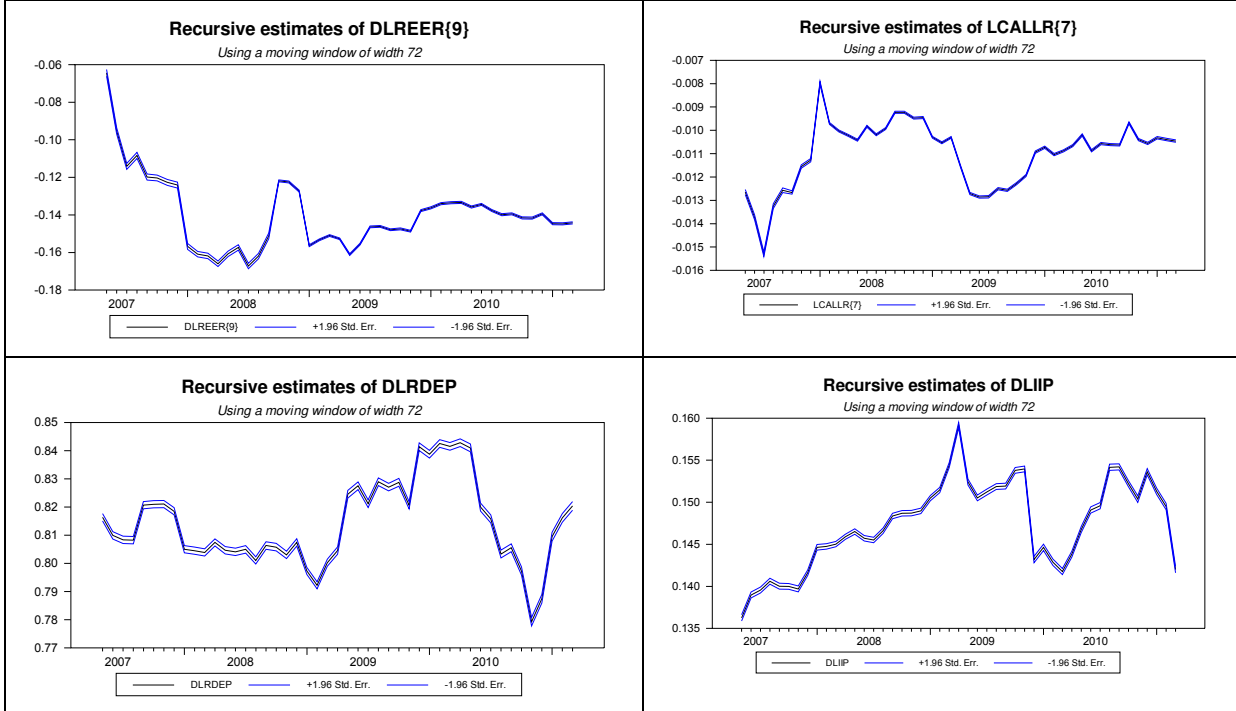 Recursive estimates of DLREER{9}
Using a moving window of width 72
-0.06
-0.08
-0.10
-0.12
-0.14
-0.16
-0.18
2007 2008 2009 2010
DLREER{9} +1.96 Std. Err. -1.96 Std. Err.
Recursive estimates of LCALLR{7}
Using a moving window of width 72
-0.007
-0.008
-0.009
-0.010
-0.011
-0.012
-0.013
-0.014
-0.015
-0.016
2007 2008 2009 2010
LCALLR{7} +1.96 Std. Err. -1.96 Std. Err.
Recursive estimates of DLRDEP
Using a moving window of width 72
0.85
0.84
0.83
0.82
0.81
0.80
0.79
0.78
0.77
2007 2008 2009 2010
DLRDEP +1.96 Std. Err. -1.96 Std. Err.
Recursive estimates of DLIIP
Using a moving window of width 72
0.160
0.155
0.150
0.145
0.140
0.135
2007 2008 2009 2010
DLIIP +1.96 Std. Err. -1.96 Std. Err.